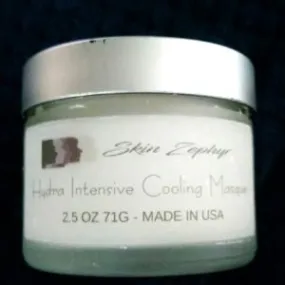 Skin Zephyr
Hydra Intensive Cooling Masque
2.5 OZ 71G - MADE IN USA